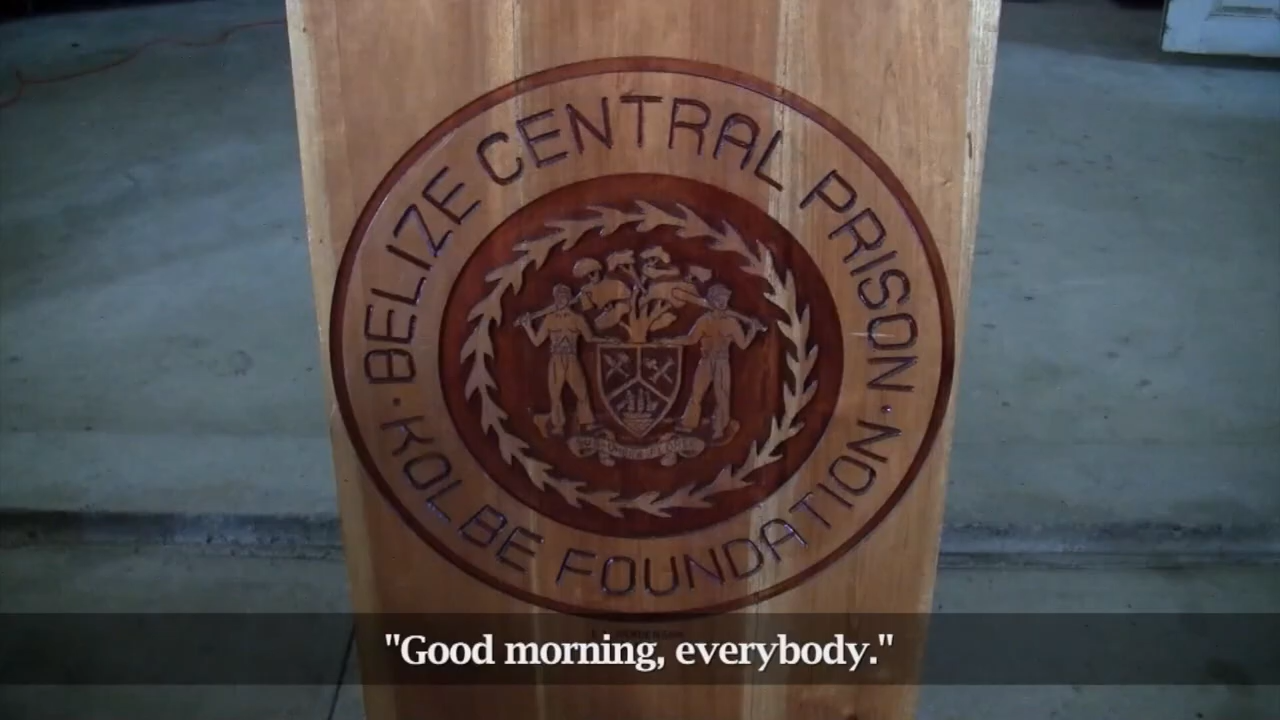 BELIZE CENTRAL PRISON
· KOLBE FOUNDATION ·
"Good morning, everybody."